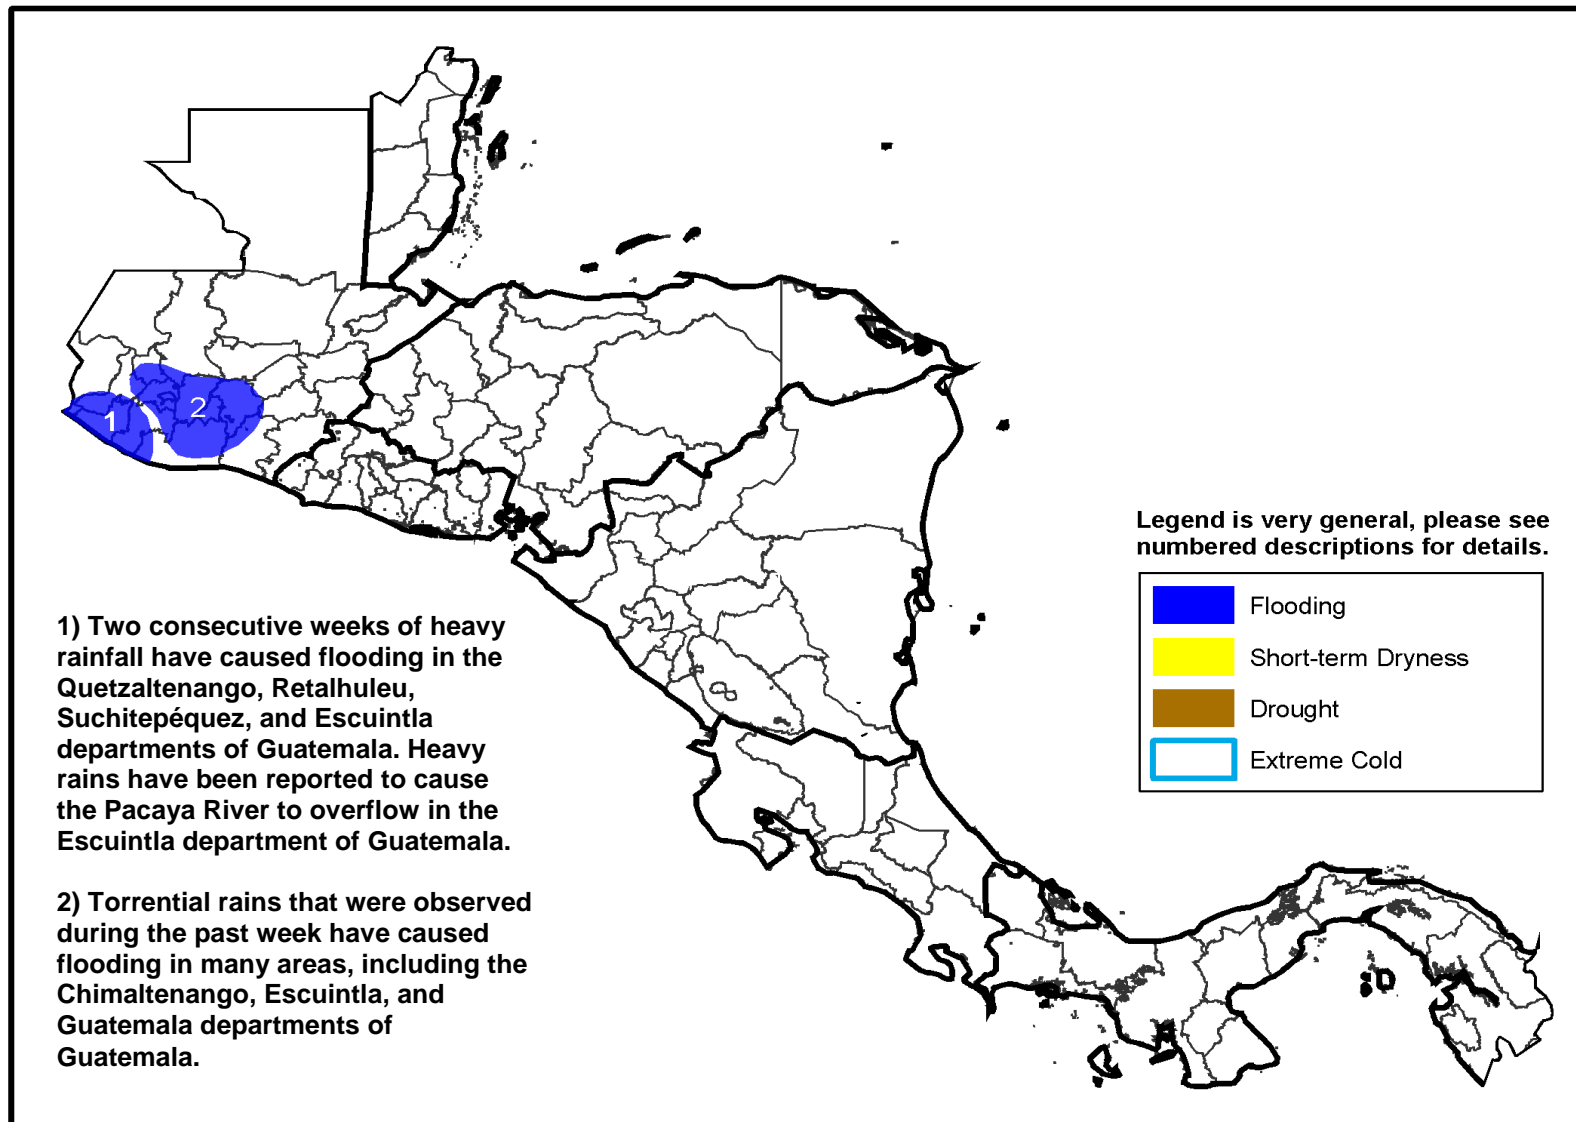 1
2
Legend is very general, please see
numbered descriptions for details.
Flooding
Short-term Dryness
Drought
Extreme Cold
1) Two consecutive weeks of heavy
rainfall have caused flooding in the
Quetzaltenango, Retalhuleu,
Suchitepéquez, and Escuintla
departments of Guatemala. Heavy
rains have been reported to cause
the Pacaya River to overflow in the
Escuintla department of Guatemala.
2) Torrential rains that were observed
during the past week have caused
flooding in many areas, including the
Chimaltenango, Escuintla, and
Guatemala departments of
Guatemala.